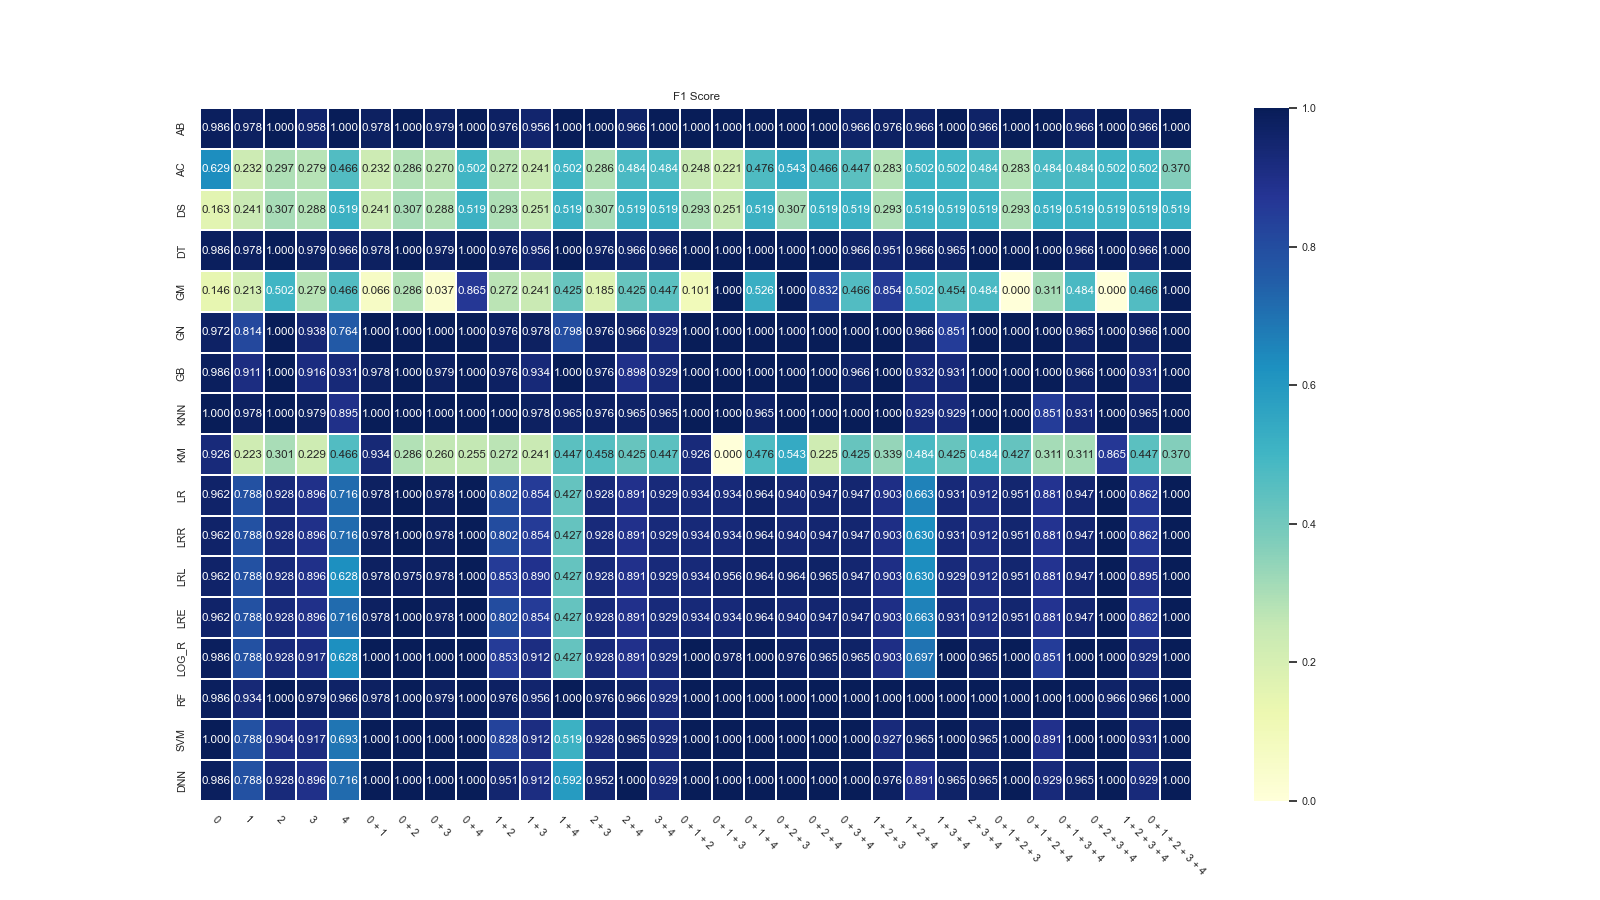 F1 Score
AB 0.986 0.978 1.000 0.958 1.000 0.978 1.000 0.979 1.000 0.976 0.956 1.000 1.000 0.966 1.000 1.000 1.000 1.000 1.000 1.000 0.966 0.976 0.966 1.000 0.966 1.000 1.000 0.966 1.000 0.966 1.000
AC 0.629 0.232 0.297 0.279 0.466 0.232 0.286 0.270 0.502 0.272 0.241 0.502 0.286 0.484 0.484 0.248 0.221 0.476 0.543 0.466 0.447 0.283 0.502 0.502 0.484 0.283 0.484 0.484 0.502 0.502 0.370
DS 0.163 0.241 0.307 0.288 0.519 0.241 0.307 0.288 0.519 0.293 0.251 0.519 0.307 0.519 0.519 0.293 0.251 0.519 0.307 0.519 0.519 0.293 0.519 0.519 0.519 0.293 0.519 0.519 0.519 0.519 0.519
DT 0.986 0.978 1.000 0.979 0.966 0.978 1.000 0.979 1.000 0.976 0.956 1.000 0.976 0.966 0.966 1.000 1.000 1.000 1.000 1.000 0.966 0.951 0.966 0.965 1.000 1.000 1.000 0.966 1.000 0.966 1.000
GM 0.146 0.213 0.502 0.279 0.466 0.066 0.286 0.037 0.865 0.272 0.241 0.425 0.185 0.425 0.447 0.101 1.000 0.526 1.000 0.832 0.466 0.854 0.502 0.454 0.484 0.000 0.311 0.484 0.000 0.466 1.000
GN 0.972 0.814 1.000 0.938 0.764 1.000 1.000 1.000 1.000 0.976 0.978 0.798 0.976 0.966 0.929 1.000 1.000 1.000 1.000 1.000 1.000 1.000 0.966 0.851 1.000 1.000 1.000 0.965 1.000 0.966 1.000
GB 0.986 0.911 1.000 0.916 0.931 0.978 1.000 0.979 1.000 0.976 0.934 1.000 0.976 0.898 0.929 1.000 1.000 1.000 1.000 1.000 0.966 1.000 0.932 0.931 1.000 1.000 1.000 0.966 1.000 0.931 1.000
KNN 1.000 0.978 1.000 0.979 0.895 1.000 1.000 1.000 1.000 1.000 0.978 0.965 0.976 0.965 0.965 1.000 1.000 0.965 1.000 1.000 1.000 1.000 0.929 0.929 1.000 1.000 0.851 0.931 1.000 0.965 1.000
KM 0.926 0.223 0.301 0.229 0.466 0.934 0.286 0.260 0.255 0.272 0.241 0.447 0.458 0.425 0.447 0.926 0.000 0.476 0.543 0.225 0.425 0.339 0.484 0.425 0.484 0.427 0.311 0.311 0.865 0.447 0.370
LR 0.962 0.788 0.928 0.896 0.716 0.978 1.000 0.978 1.000 0.802 0.854 0.427 0.928 0.891 0.929 0.934 0.934 0.964 0.940 0.947 0.947 0.903 0.663 0.931 0.912 0.951 0.881 0.947 1.000 0.862 1.000
LRR 0.962 0.788 0.928 0.896 0.716 0.978 1.000 0.978 1.000 0.802 0.854 0.427 0.928 0.891 0.929 0.934 0.934 0.964 0.940 0.947 0.947 0.903 0.630 0.931 0.912 0.951 0.881 0.947 1.000 0.862 1.000
LRL 0.962 0.788 0.928 0.896 0.628 0.978 0.975 0.978 1.000 0.853 0.890 0.427 0.928 0.891 0.929 0.934 0.956 0.964 0.964 0.965 0.947 0.903 0.630 0.929 0.912 0.951 0.881 0.947 1.000 0.895 1.000
LRE 0.962 0.788 0.928 0.896 0.716 0.978 1.000 0.978 1.000 0.802 0.854 0.427 0.928 0.891 0.929 0.934 0.934 0.964 0.940 0.947 0.947 0.903 0.663 0.931 0.912 0.951 0.881 0.947 1.000 0.862 1.000
LOG_R 0.986 0.788 0.928 0.917 0.628 1.000 1.000 1.000 1.000 0.853 0.912 0.427 0.928 0.891 0.929 1.000 0.978 1.000 0.976 0.965 0.965 0.903 0.697 1.000 0.965 1.000 0.851 1.000 1.000 0.929 1.000
RF 0.986 0.934 1.000 0.979 0.966 0.978 1.000 0.979 1.000 0.976 0.956 1.000 0.976 0.966 0.929 1.000 1.000 1.000 1.000 1.000 1.000 1.000 1.000 1.000 1.000 1.000 1.000 1.000 0.966 0.966 1.000
SVM 1.000 0.788 0.904 0.917 0.693 1.000 1.000 1.000 1.000 0.828 0.912 0.519 0.928 0.965 0.929 1.000 1.000 1.000 1.000 1.000 1.000 0.927 0.965 1.000 0.965 1.000 0.891 1.000 1.000 0.931 1.000
DNN 0.986 0.788 0.928 0.896 0.716 1.000 1.000 1.000 1.000 0.951 0.912 0.592 0.952 1.000 0.929 1.000 1.000 1.000 1.000 1.000 1.000 0.976 0.891 0.965 0.965 1.000 0.929 0.965 1.000 0.929 1.000
0 1 2 3 4 0 + 1 0 + 2 0 + 3 0 + 4 1 + 2 1 + 3 1 + 4 2 + 3 2 + 4 3 + 4 0 + 1 + 2 0 + 1 + 3 0 + 1 + 4 0 + 2 + 3 0 + 2 + 4 0 + 3 + 4 1 + 2 + 3 1 + 2 + 4 1 + 3 + 4 2 + 3 + 4 0 + 1 + 2 + 3 0 + 1 + 2 + 4 0 + 1 + 3 + 4 0 + 2 + 3 + 4 1 + 2 + 3 + 4 0 + 1 + 2 + 3 + 4
1.0
0.8
0.6
0.4
0.2
0.0